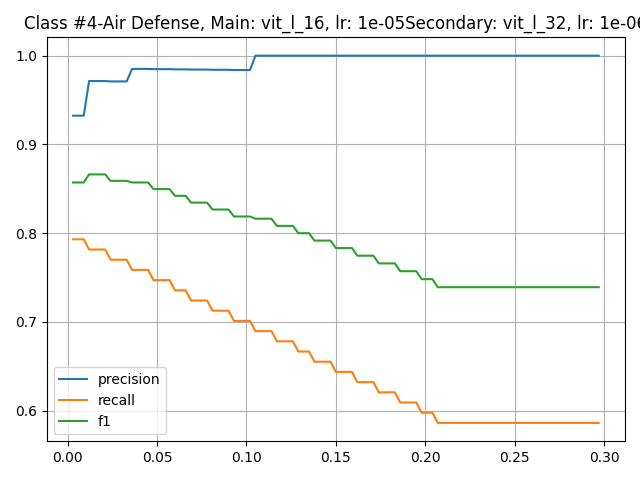 Class #4-Air Defense, Main: vit_l_16, lr: 1e-05Secondary: vit_l_32, lr: 1e-06
1.0
0.9
0.8
0.7
0.6
precision
recall
f1
0.00 0.05 0.10 0.15 0.20 0.25 0.30